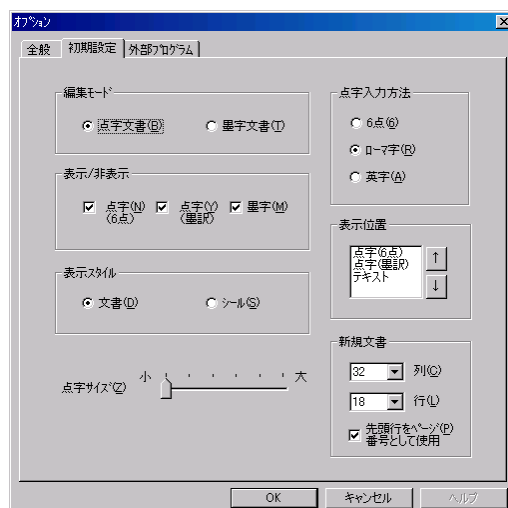 ｵﾌﾟｼｮﾝ
全般 初期設定 外部ﾌﾟﾛｸﾞﾗﾑ
編集ﾓｰﾄﾞ
点字文書(B) 墨字文書(T)
表示/非表示
点字(N) 点字(Y) 墨字(M)
(6点) (墨訳)
表示ｽﾀｲﾙ
文書(D) ｼｰﾙ(S)
点字ｻｲｽﾞ(Z) 小 大
点字入力方法
6点(6)
ﾛｰﾏ字(R)
英字(A)
表示位置
点字(6点)
点字(墨訳)
ﾃｷｽﾄ
↑
↓
新規文書
32 列(C)
18 行(L)
先頭行をﾍﾟｰｼﾞ(P)
番号として使用
OK ｷｬﾝｾﾙ ﾍﾙﾌﾟ